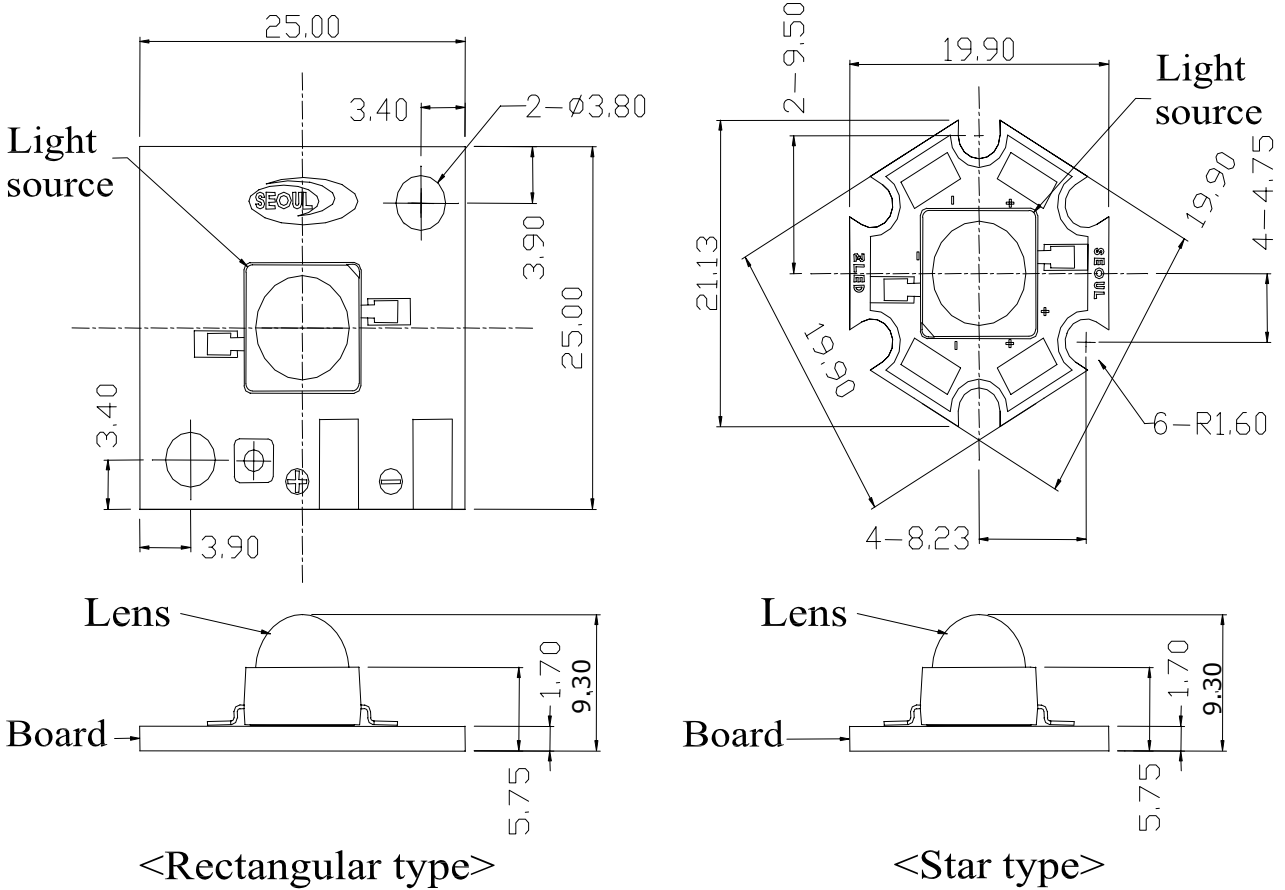 25.00
3.40
2-ø3.80
Light
source
SEOUL
3.90
25.00
3.40
3.90
+
-
Lens
Board
1.70
9.30
5.75
<Rectangular type>
2-9.50
19.90
Light
source
4-4.75
19.90
21.13
19.90
- +
-
ZLED
SEOUL
+
- +
6-R1.60
4-8.23
Lens
Board
1.70
9.30
5.75
<Star type>